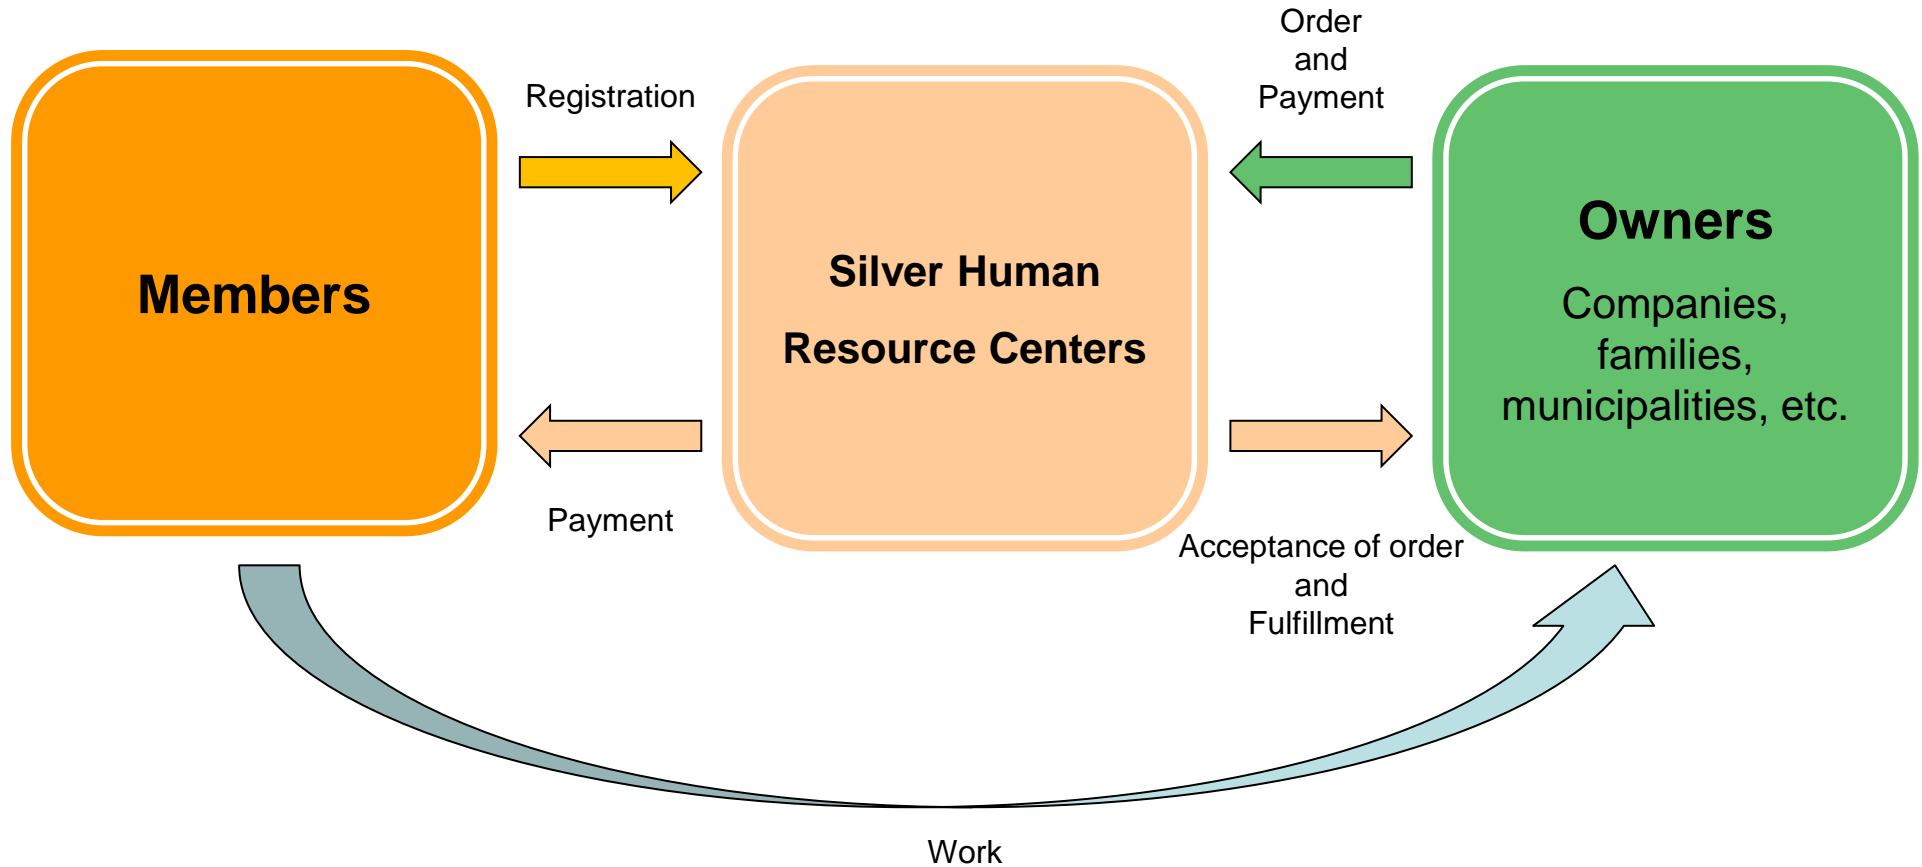 Members
Registration
Payment
Silver Human
Resource Centers
Order
and
Payment
Acceptance of order
and
Fulfillment
Owners
Companies,
families,
municipalities, etc.
Work